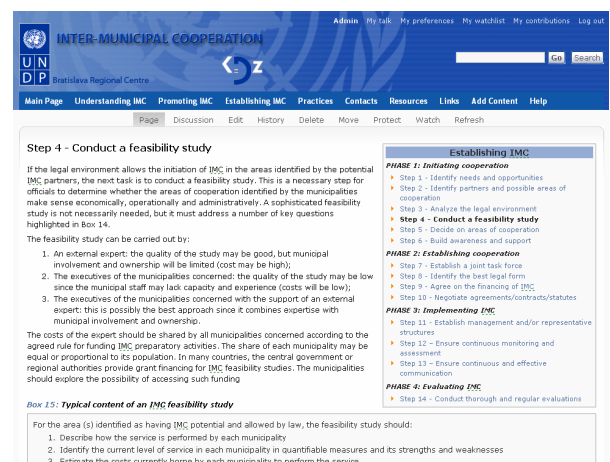 Admin My talk My preferences My watchlist My contributions Log out
INTER-MUNICIPAL COOPERATION
U N
D P
Bratislava Regional Centre
K D Z
Go Search
Main Page Understanding IMC Promoting IMC Establishing IMC Practices Contacts Resources Links Add Content Help
Page Discussion Edit History Delete Move Protect Watch Refresh
Step 4 - Conduct a feasibility study
If the legal environment allows the initiation of IMC in the areas identified by the potential
IMC partners, the next task is to conduct a feasibility study. This is a necessary step for
officials to determine whether the areas of cooperation identified by the municipalities
make sense economically, operationally and administratively. A sophisticated feasibility
study is not necessarily needed, but it must address a number of key questions
highlighted in Box 14.
The feasibility study can be carried out by:
1. An external expert: the quality of the study may be good, but municipal
involvement and ownership will be limited (cost may be high);
2. The executives of the municipalities concerned: the quality of the study may be low
since the municipal staff may lack capacity and experience (costs will be low);
3. The executives of the municipalities concerned with the support of an external
expert: this is possibly the best approach since it combines expertise with
municipal involvement and ownership.
The costs of the expert should be shared by all municipalities concerned according to the
agreed rule for funding IMC preparatory activities. The share of each municipality may be
equal or proportional to its population. In many countries, the central government or
regional authorities provide grant financing for IMC feasibility studies. The municipalities
should explore the possibility of accessing such funding
Establishing IMC
PHASE 1: Initiating cooperation
Step 1 - Identify needs and opportunities
Step 2 - Identify partners and possible areas of
cooperation
Step 3 - Analyze the legal environment
Step 4 - Conduct a feasibility study
Step 5 - Decide on areas of cooperation
Step 6 - Build awareness and support
PHASE 2: Establishing cooperation
Step 7 - Establish a joint task force
Step 8 - Identify the best legal form
Step 9 - Agree on the financing of IMC
Step 10 - Negotiate agreements/contracts/statutes
PHASE 3: Implementing IMC
Step 11 - Establish management and/or representative
structures
Step 12 – Ensure continuous monitoring and
assessment
Step 13 – Ensure continuous and effective
communication
PHASE 4: Evaluating IMC
Step 14 - Conduct thorough and regular evaluations
Box 15: Typical content of an IMC feasibility study
For the area (s) identified as having IMC potential and allowed by law, the feasibility study should:
1. Describe how the service is performed by each municipality
2. Identify the current level of service in each municipality in quantifiable measures and its strengths and weaknesses
3. Estimate the costs currently borne by each municipality to perform the service